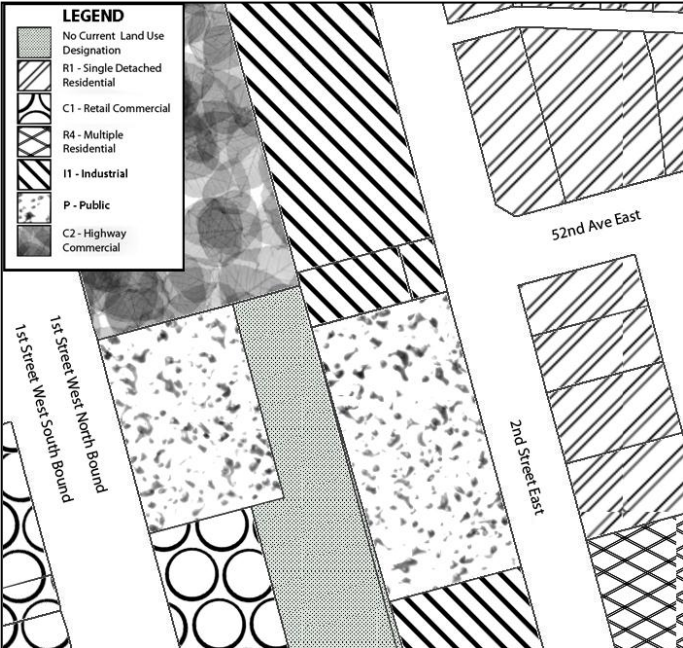 LEGEND
No Current Land Use
Designation
R1 - Single Detached
Residential
C1 - Retail Commercial
R4 - Multiple
Residential
I1 - Industrial
P - Public
C2 - Highway
Commercial
52nd Ave East
1st Street West South Bound
1st Street West North Bound
2nd Street East